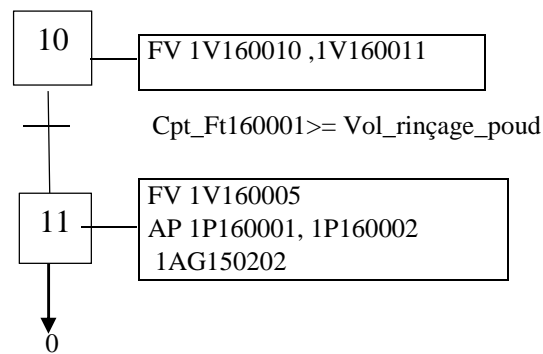 10
FV 1V160010 ,1V160011
Cpt_Ft160001>= Vol_rinçage_poud
11
FV 1V160005
AP 1P160001, 1P160002
1AG150202
0